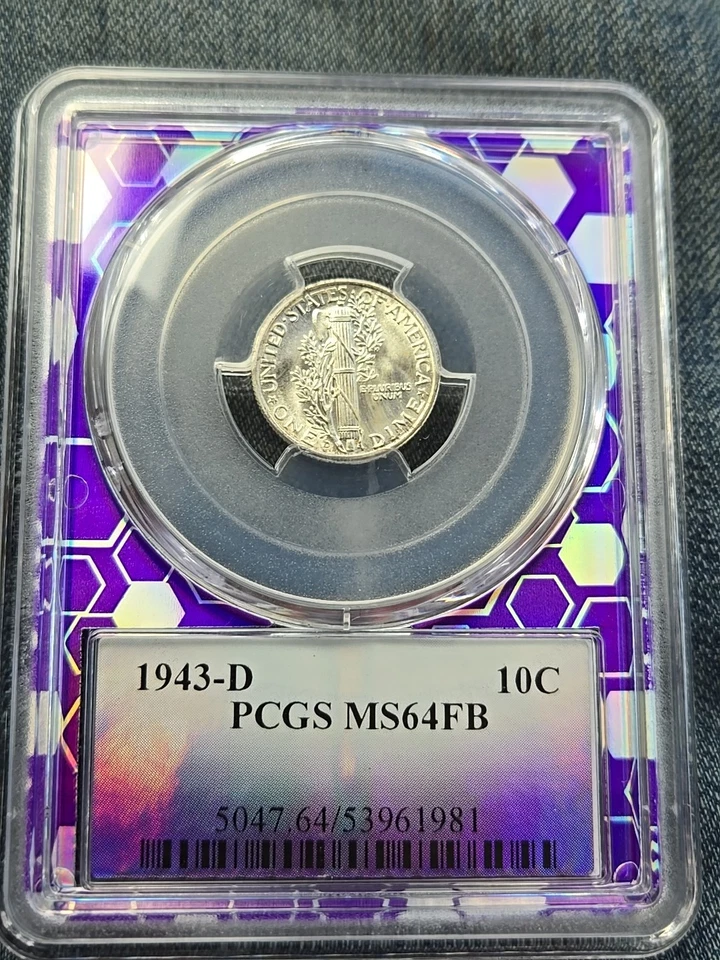 UNITED·STATES OF AMERICA
E·PLURIBUS
UNUM
ONE DIME
1943-D 10C
PCGS MS64FB
5047.64/53961981